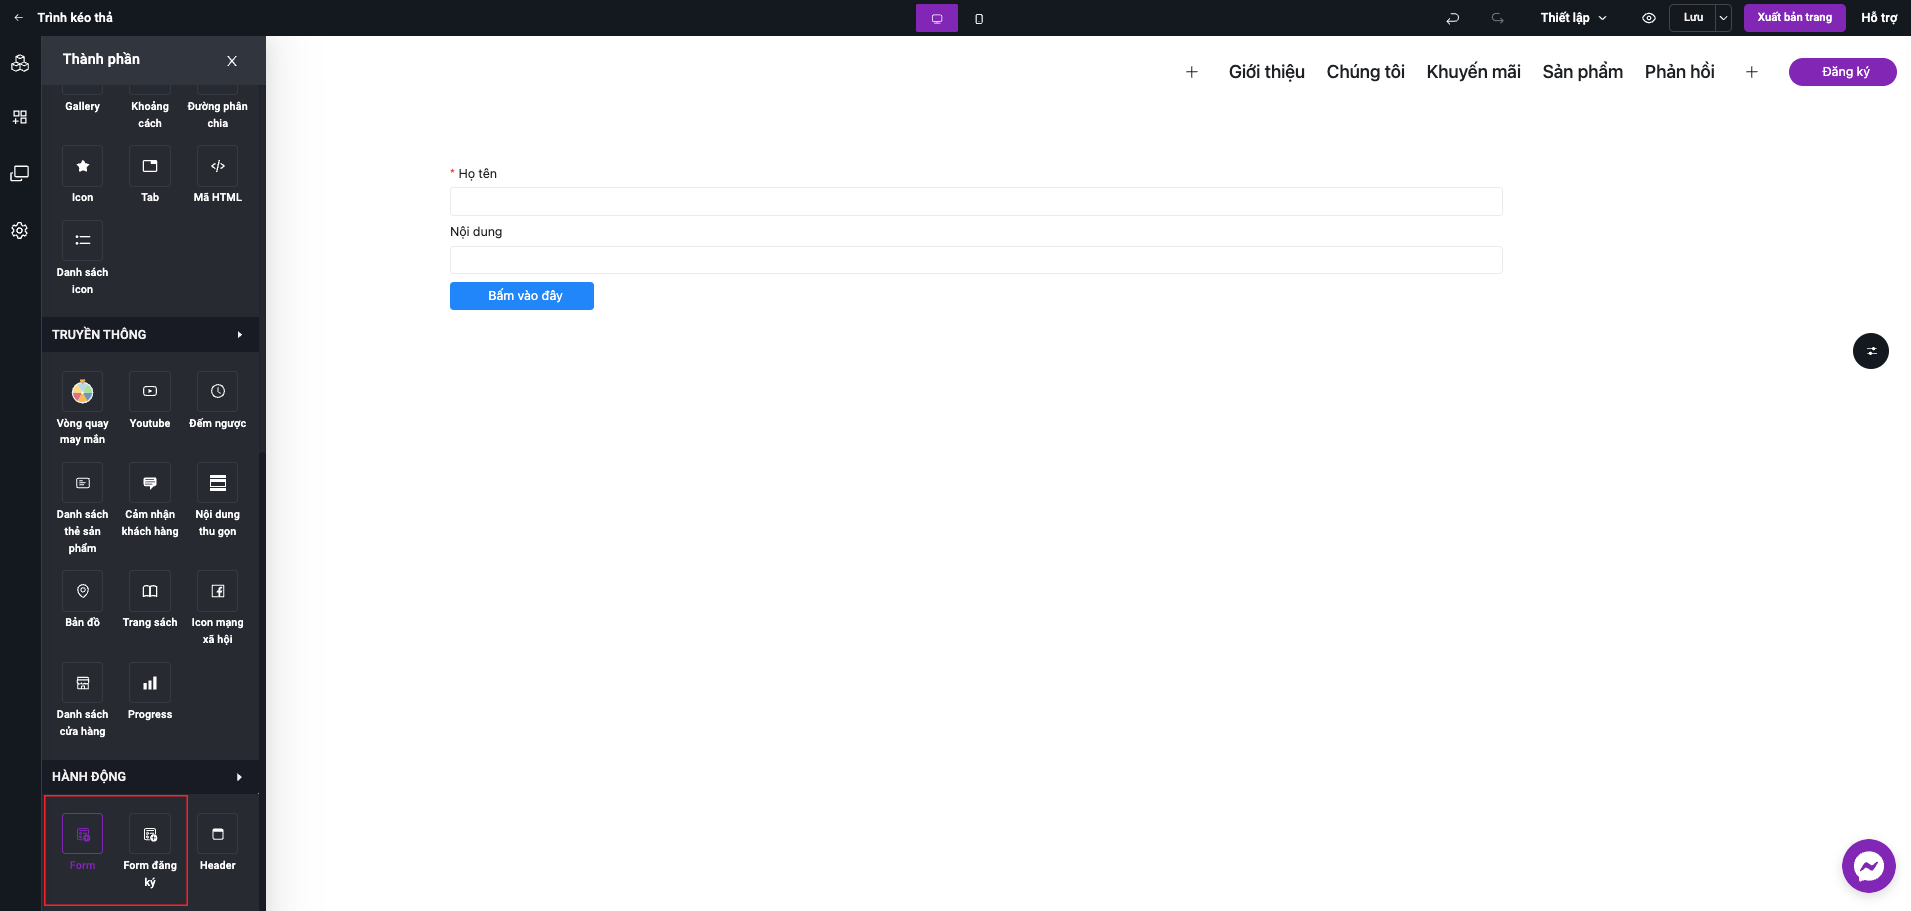 Trình kéo thả
Thiết lập
Lưu
Xuất bản trang
Hỗ trợ
Thành phần
Gallery
Khoảng
cách
Đường phân
chia
Icon
Tab
</>
Mã HTML
Danh sách
icon
TRUYỀN THÔNG
Vòng quay
may mắn
Youtube
Đếm ngược
Danh sách
thẻ sản
phẩm
Cảm nhận
khách hàng
Nội dung
thu gọn
Bản đồ
Trang sách
Icon mạng
xã hội
Danh sách
cửa hàng
Progress
HÀNH ĐỘNG
Form
Form đăng
ký
Header
Giới thiệu
Chúng tôi
Khuyến mãi
Sản phẩm
Phản hồi
Đăng ký
* Họ tên
Nội dung
Bấm vào đây